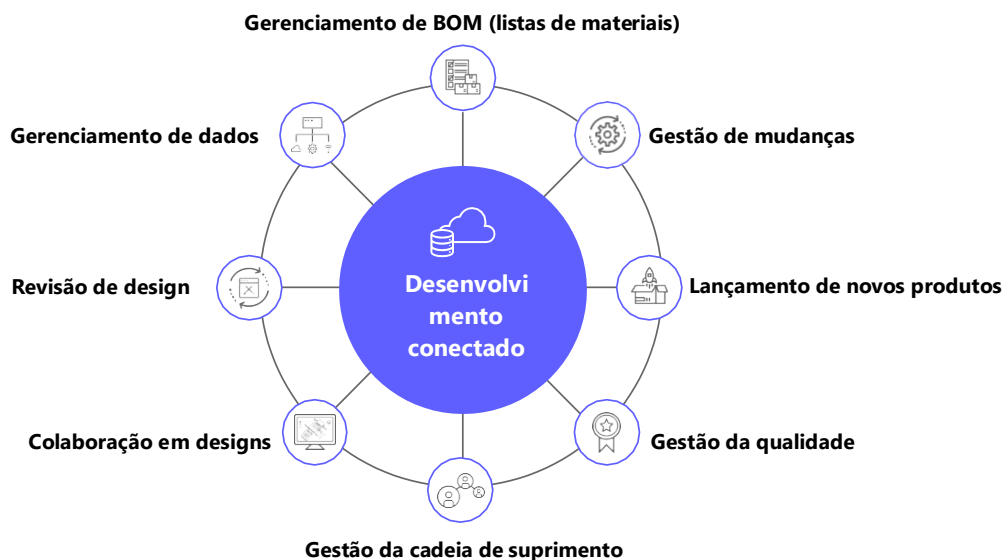 Gerenciamento de BOM (listas de materiais)
Gerenciamento de dados
Gestão de mudanças
Revisão de design
Desenvolvi
mento
conectado
Lançamento de novos produtos
Colaboração em designs
Gestão da qualidade
Gestão da cadeia de suprimento